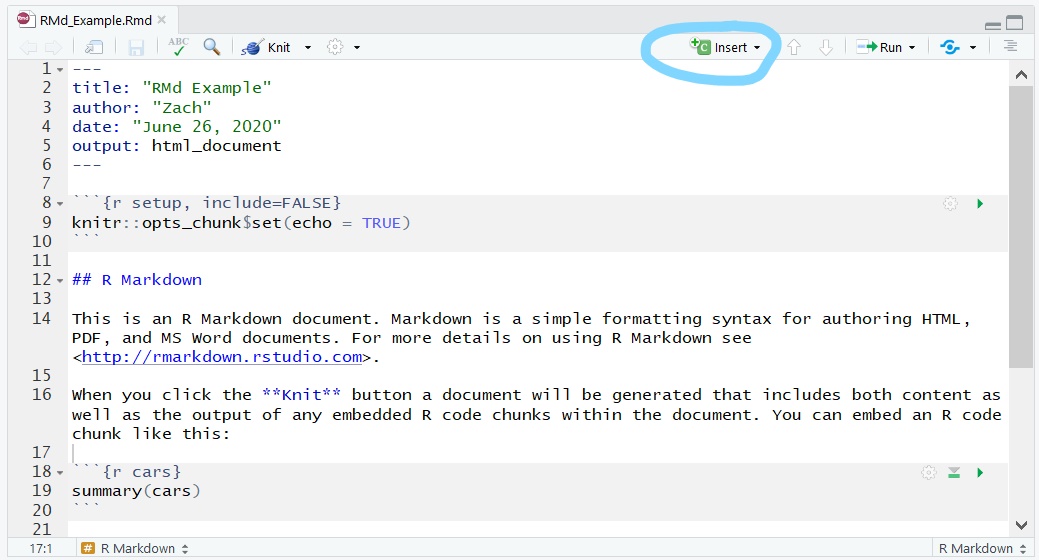 RMd_Example.Rmd
ABC Knit Insert Run
1 ---
2 title: "RMd Example"
3 author: "Zach"
4 date: "June 26, 2020"
5 output: html_document
6 ---
7
8 ```{r setup, include=FALSE}
9 knitr::opts_chunk$set(echo = TRUE)
10 ```
11
12 ## R Markdown
13
14 This is an R Markdown document. Markdown is a simple formatting syntax for authoring HTML,
PDF, and MS Word documents. For more details on using R Markdown see
<http://rmarkdown.rstudio.com>.
15
16 When you click the **Knit** button a document will be generated that includes both content as
well as the output of any embedded R code chunks within the document. You can embed an R code
chunk like this:
17
18 ```{r cars}
19 summary(cars)
20 ```
21
17:1 # R Markdown R Markdown